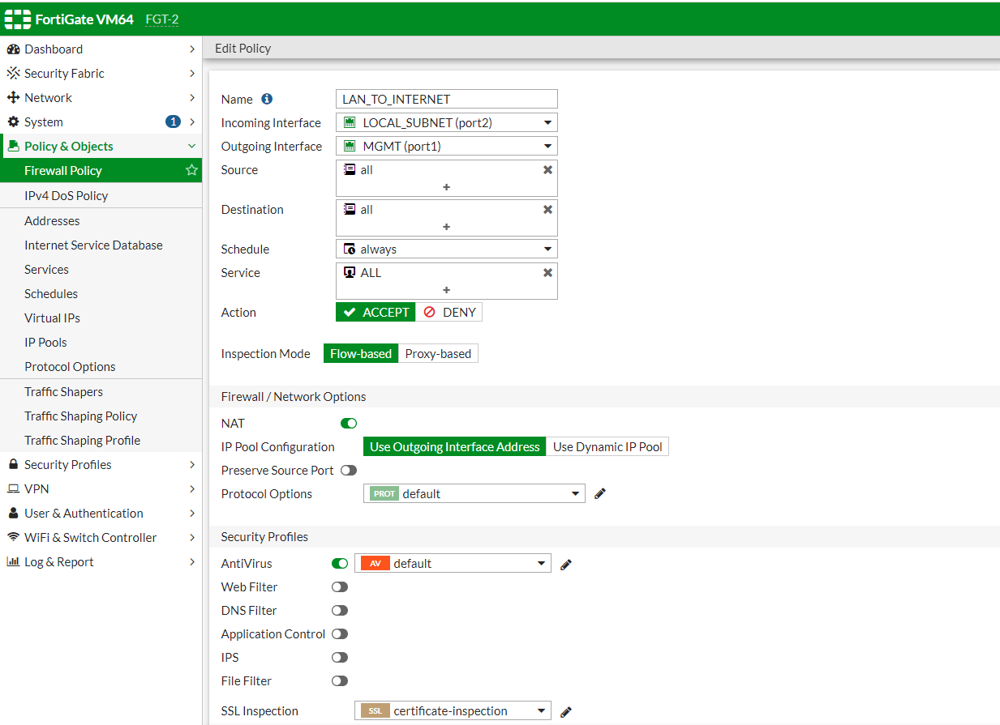 FortiGate VM64 FGT-2
Dashboard
Security Fabric
Network
System 1
Policy & Objects
Firewall Policy
IPv4 DoS Policy
Addresses
Internet Service Database
Services
Schedules
Virtual IPs
IP Pools
Protocol Options
Traffic Shapers
Traffic Shaping Policy
Traffic Shaping Profile
Security Profiles
VPN
User & Authentication
WiFi & Switch Controller
Log & Report
Edit Policy
Name LAN_TO_INTERNET
Incoming Interface LOCAL_SUBNET (port2)
Outgoing Interface MGMT (port1)
Source all
+
Destination all
+
Schedule always
Service ALL
+
Action ACCEPT DENY
Inspection Mode Flow-based Proxy-based
Firewall / Network Options
NAT
IP Pool Configuration Use Outgoing Interface Address Use Dynamic IP Pool
Preserve Source Port
Protocol Options PROT default
Security Profiles
AntiVirus AV default
Web Filter
DNS Filter
Application Control
IPS
File Filter
SSL Inspection SSL certificate-inspection